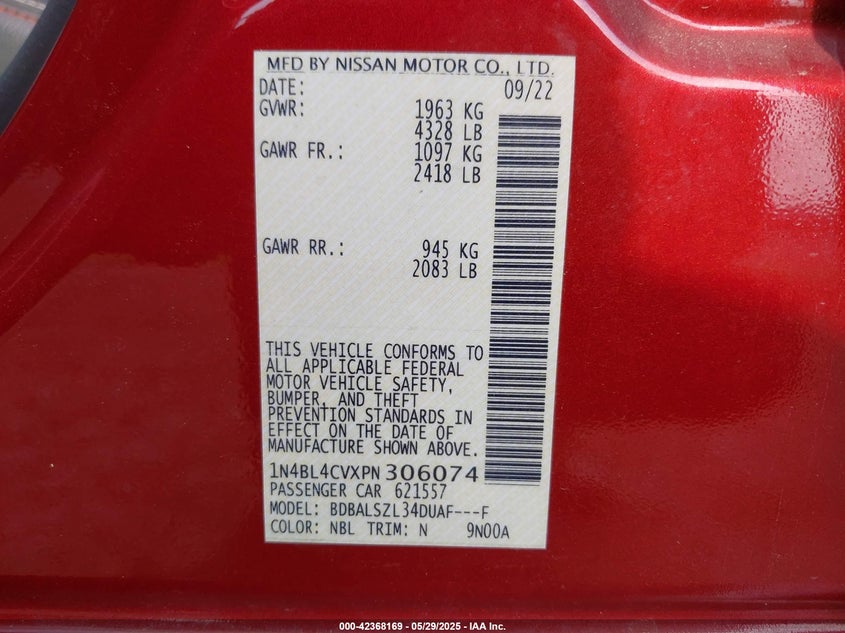 MFD BY NISSAN MOTOR CO., LTD.
DATE: 09/22
GVWR: 1963 KG
4328 LB
GAWR FR.: 1097 KG
2418 LB
GAWR RR.: 945 KG
2083 LB
THIS VEHICLE CONFORMS TO
ALL APPLICABLE FEDERAL
MOTOR VEHICLE SAFETY,
BUMPER, AND THEFT
PREVENTION STANDARDS IN
EFFECT ON THE DATE OF
MANUFACTURE SHOWN ABOVE.
1N4BL4CVXPN306074
PASSENGER CAR 621557
MODEL: BDBALSZL34DUAF---F
COLOR: NBL TRIM: N 9N00A
000-42368169 — 05/29/2025 — IAA Inc.